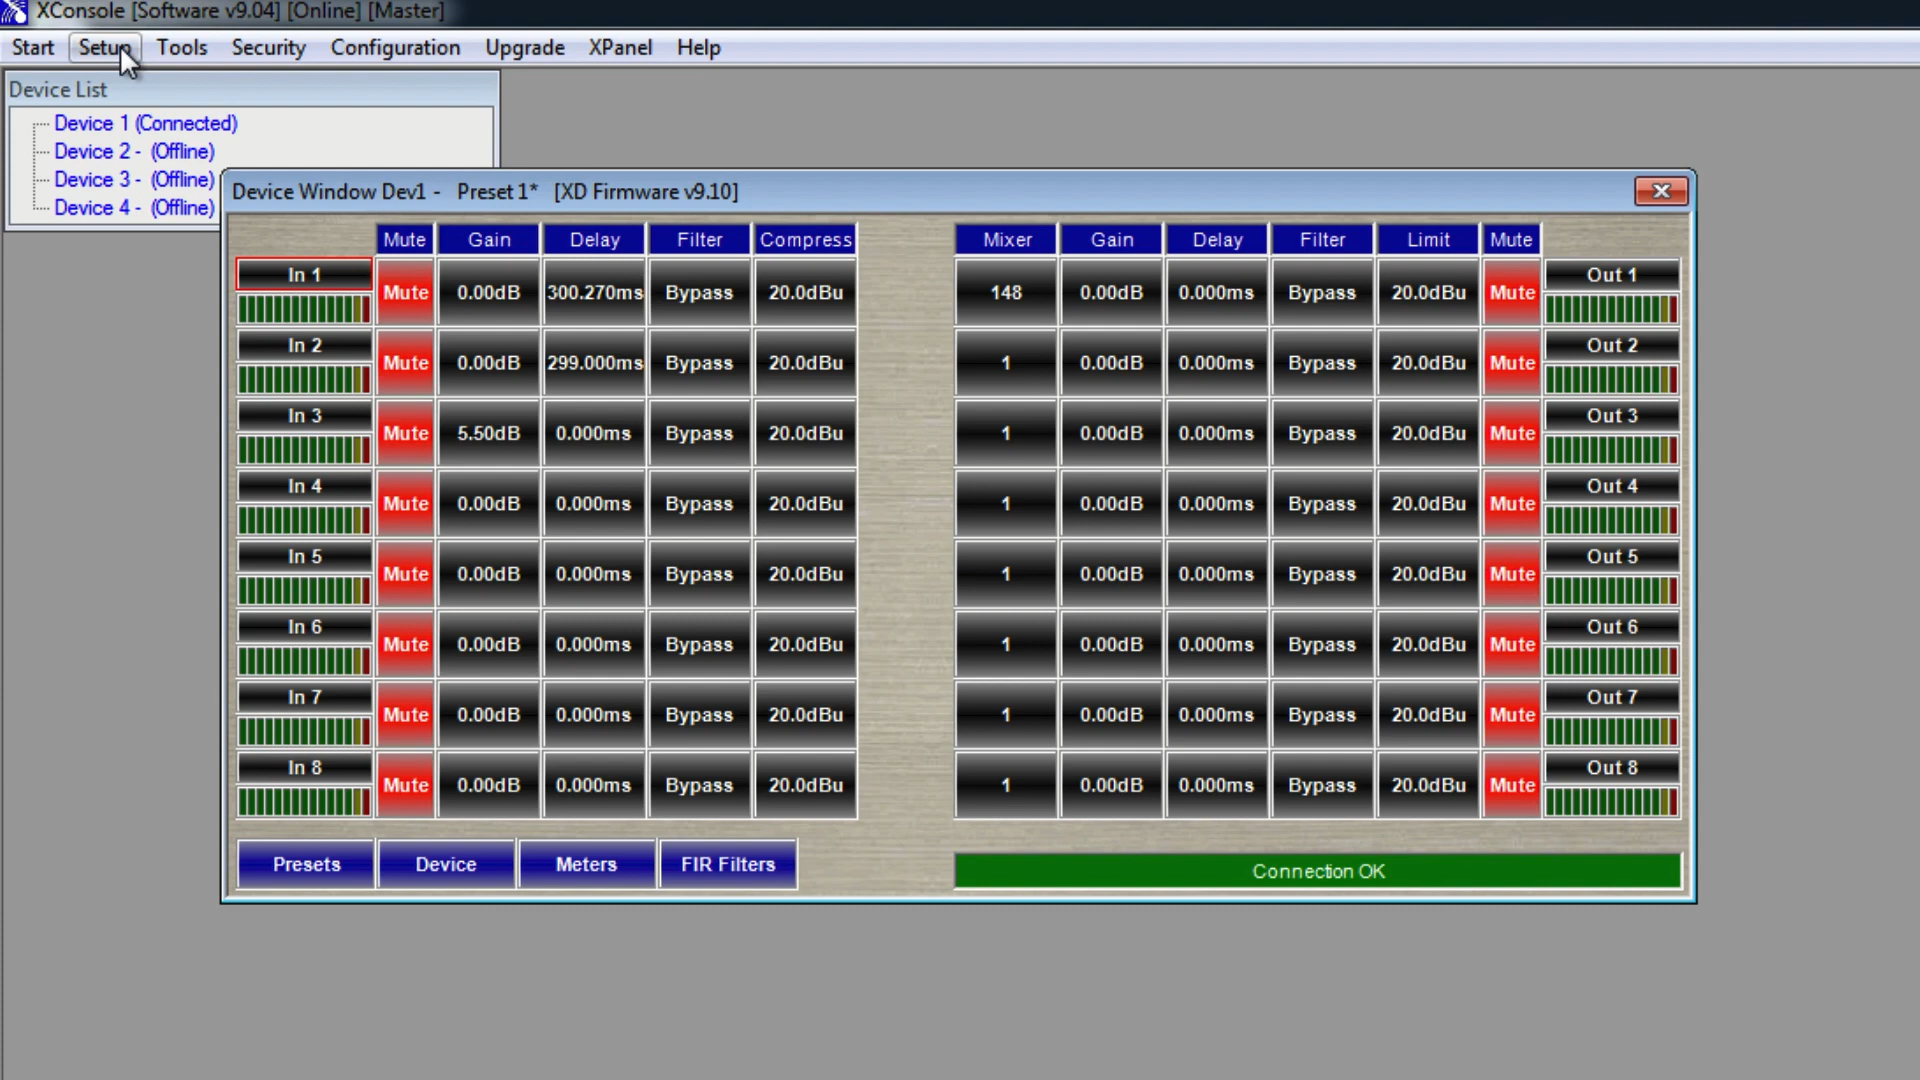 XConsole [Software v9.04] [Online] [Master]
Start Setup Tools Security Configuration Upgrade XPanel Help
Device List
Device 1 (Connected)
Device 2 - (Offline)
Device 3 - (Offline)
Device 4 - (Offline)
Device Window Dev1 - Preset 1* [XD Firmware v9.10]
Mute Gain Delay Filter Compress Mixer Gain Delay Filter Limit Mute
In 1 Mute 0.00dB 300.270ms Bypass 20.0dBu 148 0.00dB 0.000ms Bypass 20.0dBu Mute Out 1
In 2 Mute 0.00dB 299.000ms Bypass 20.0dBu 1 0.00dB 0.000ms Bypass 20.0dBu Mute Out 2
In 3 Mute 5.50dB 0.000ms Bypass 20.0dBu 1 0.00dB 0.000ms Bypass 20.0dBu Mute Out 3
In 4 Mute 0.00dB 0.000ms Bypass 20.0dBu 1 0.00dB 0.000ms Bypass 20.0dBu Mute Out 4
In 5 Mute 0.00dB 0.000ms Bypass 20.0dBu 1 0.00dB 0.000ms Bypass 20.0dBu Mute Out 5
In 6 Mute 0.00dB 0.000ms Bypass 20.0dBu 1 0.00dB 0.000ms Bypass 20.0dBu Mute Out 6
In 7 Mute 0.00dB 0.000ms Bypass 20.0dBu 1 0.00dB 0.000ms Bypass 20.0dBu Mute Out 7
In 8 Mute 0.00dB 0.000ms Bypass 20.0dBu 1 0.00dB 0.000ms Bypass 20.0dBu Mute Out 8
Presets Device Meters FIR Filters Connection OK